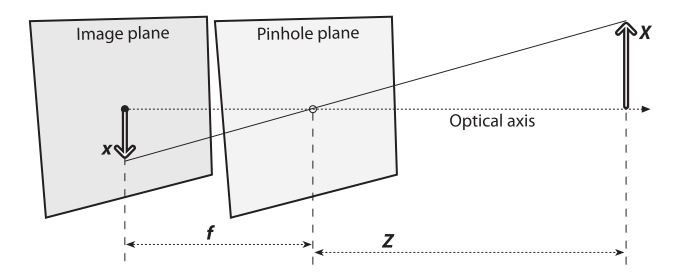 Image plane
Pinhole plane
X
Optical axis
x
f
Z